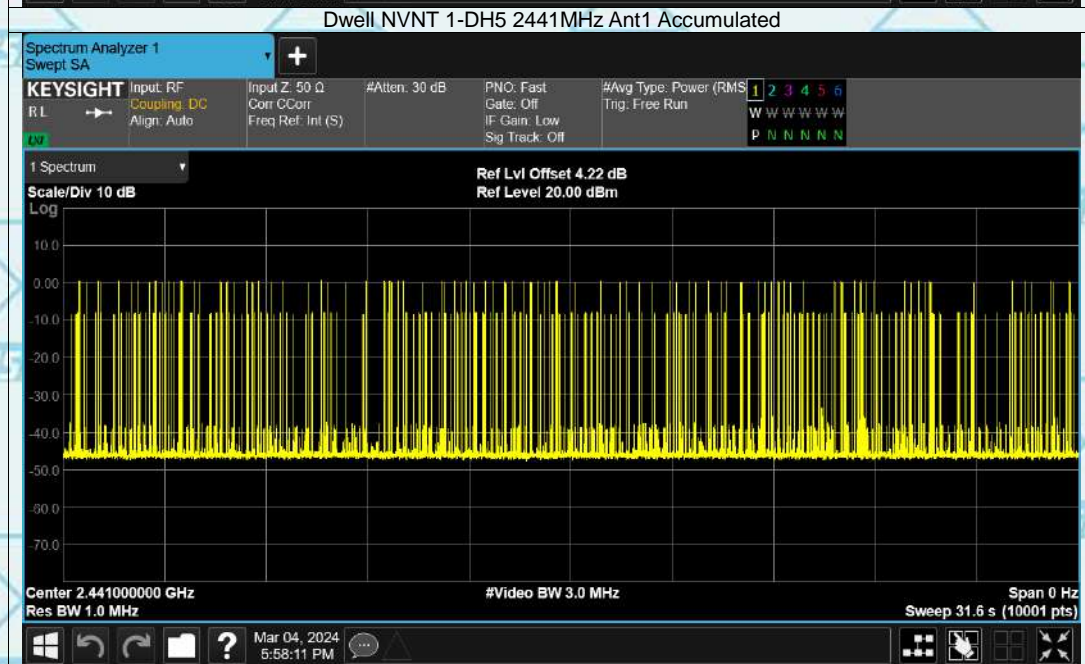 Dwell NVNT 1-DH5 2441MHz Ant1 Accumulated
Spectrum Analyzer 1
Swept SA
+
KEYSIGHT Input: RF Input Z: 50 Ω #Atten: 30 dB PNO: Fast #Avg Type: Power (RMS 1 2 3 4 5 6
R L Coupling: DC Corr CCorr Gate: Off Trig: Free Run W W W W W W
Align: Auto Freq Ref: Int (S) IF Gain: Low P N N N N N
LXI Sig Track: Off
1 Spectrum
Ref Lvl Offset 4.22 dB
Scale/Div 10 dB Ref Level 20.00 dBm
Log
10.0
0.00
-10.0
-20.0
-30.0
-40.0
-50.0
-60.0
-70.0
Center 2.441000000 GHz #Video BW 3.0 MHz Span 0 Hz
Res BW 1.0 MHz Sweep 31.6 s (10001 pts)
? Mar 04, 2024
5:58:11 PM